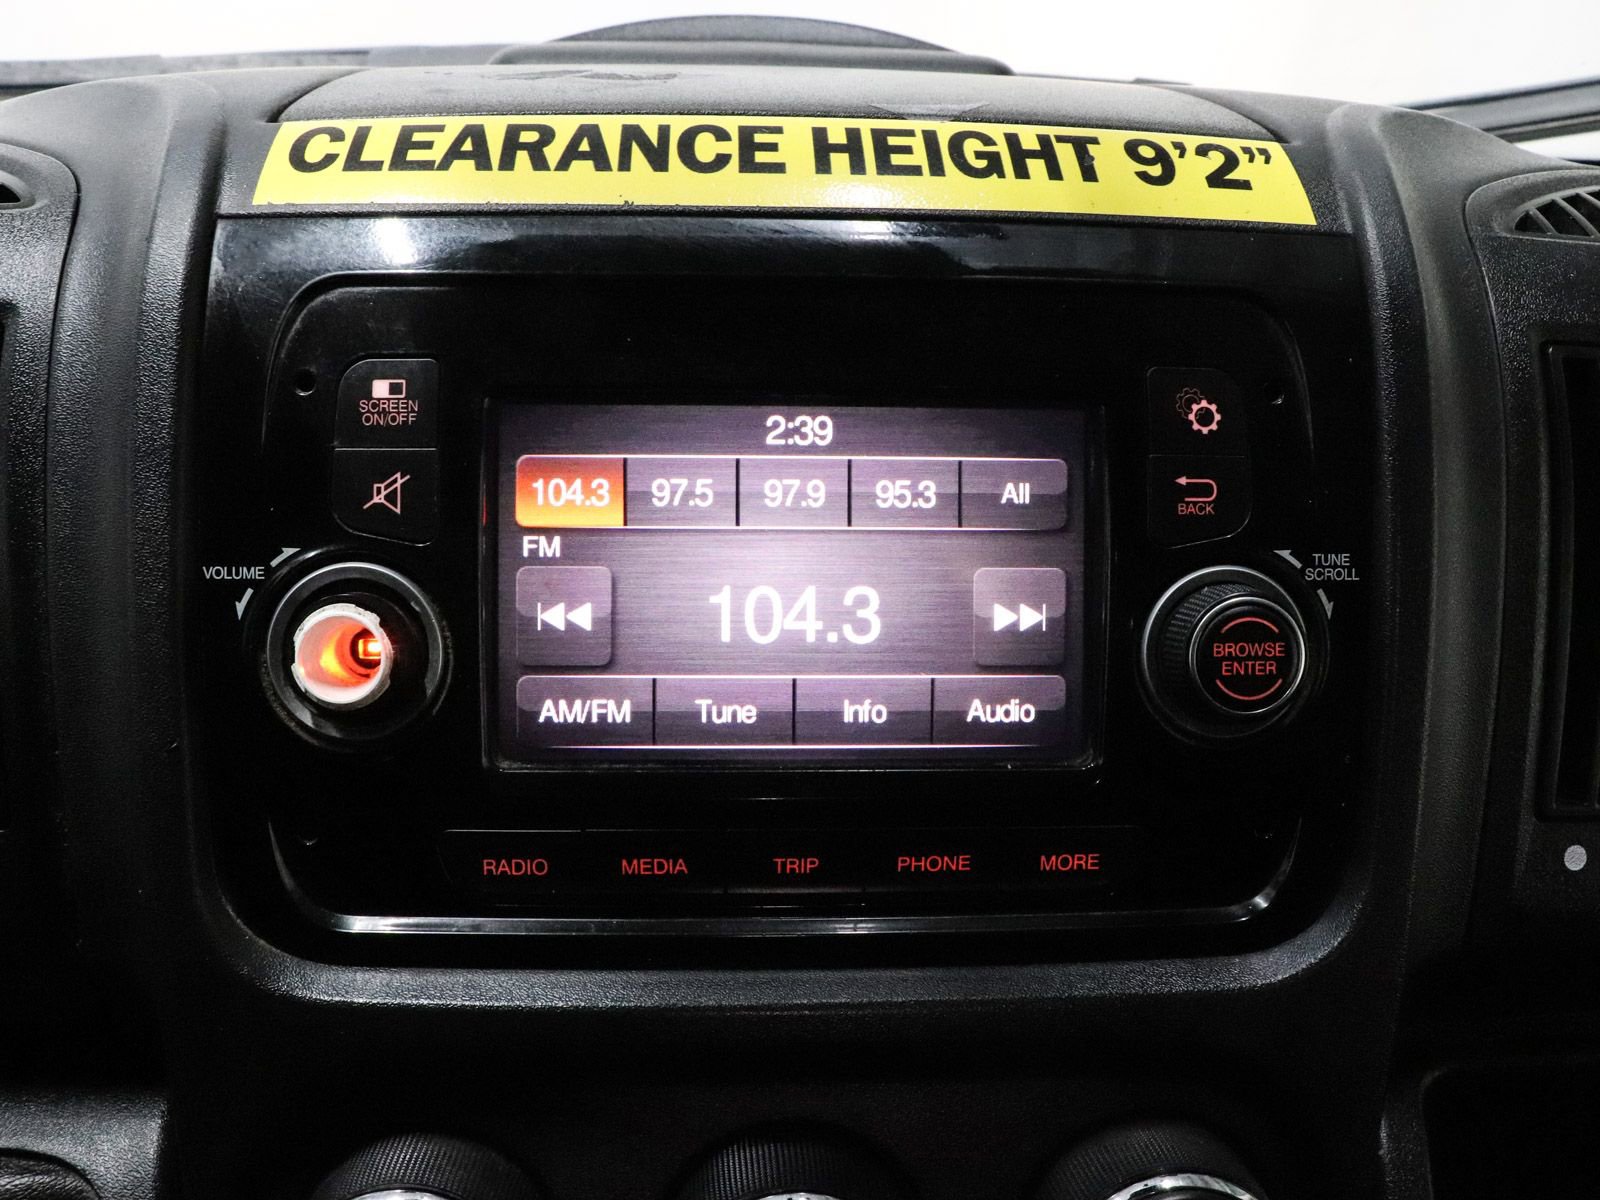 CLEARANCE HEIGHT 9'2"
SCREEN
ON/OFF
2:39
104.3 97.5 97.9 95.3 All
BACK
FM
VOLUME
TUNE
SCROLL
104.3
BROWSE
ENTER
AM/FM Tune Info Audio
RADIO MEDIA TRIP PHONE MORE